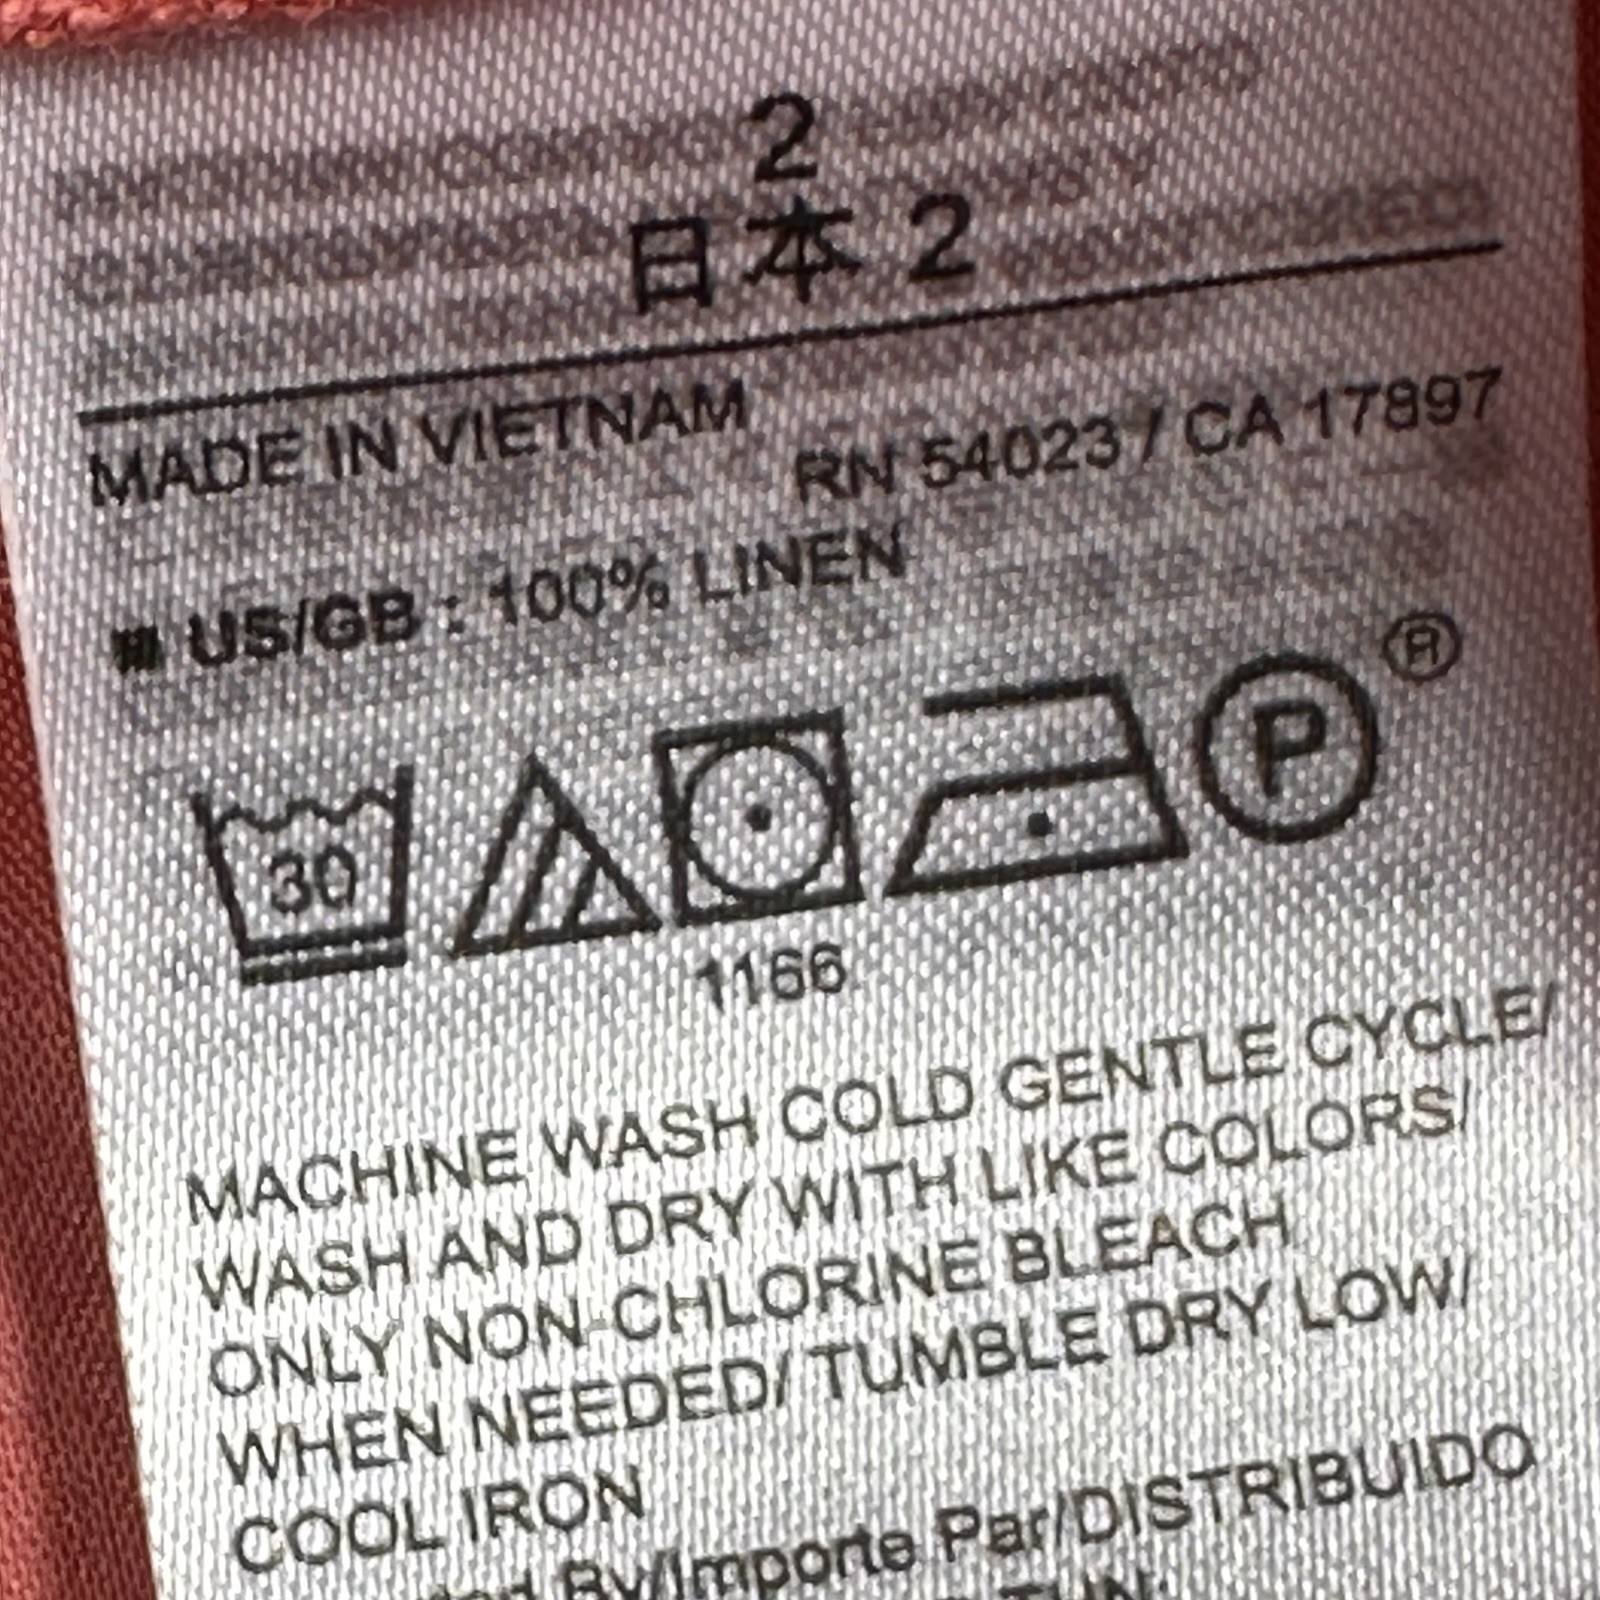 2
日本 2
MADE IN VIETNAM
RN 54023 / CA 17897
US/GB : 100% LINEN
30
P ®
1166
MACHINE WASH COLD GENTLE CYCLE/
WASH AND DRY WITH LIKE COLORS/
ONLY NON-CHLORINE BLEACH
WHEN NEEDED/ TUMBLE DRY LOW/
COOL IRON
By/Importe Par/DISTRIBUIDO